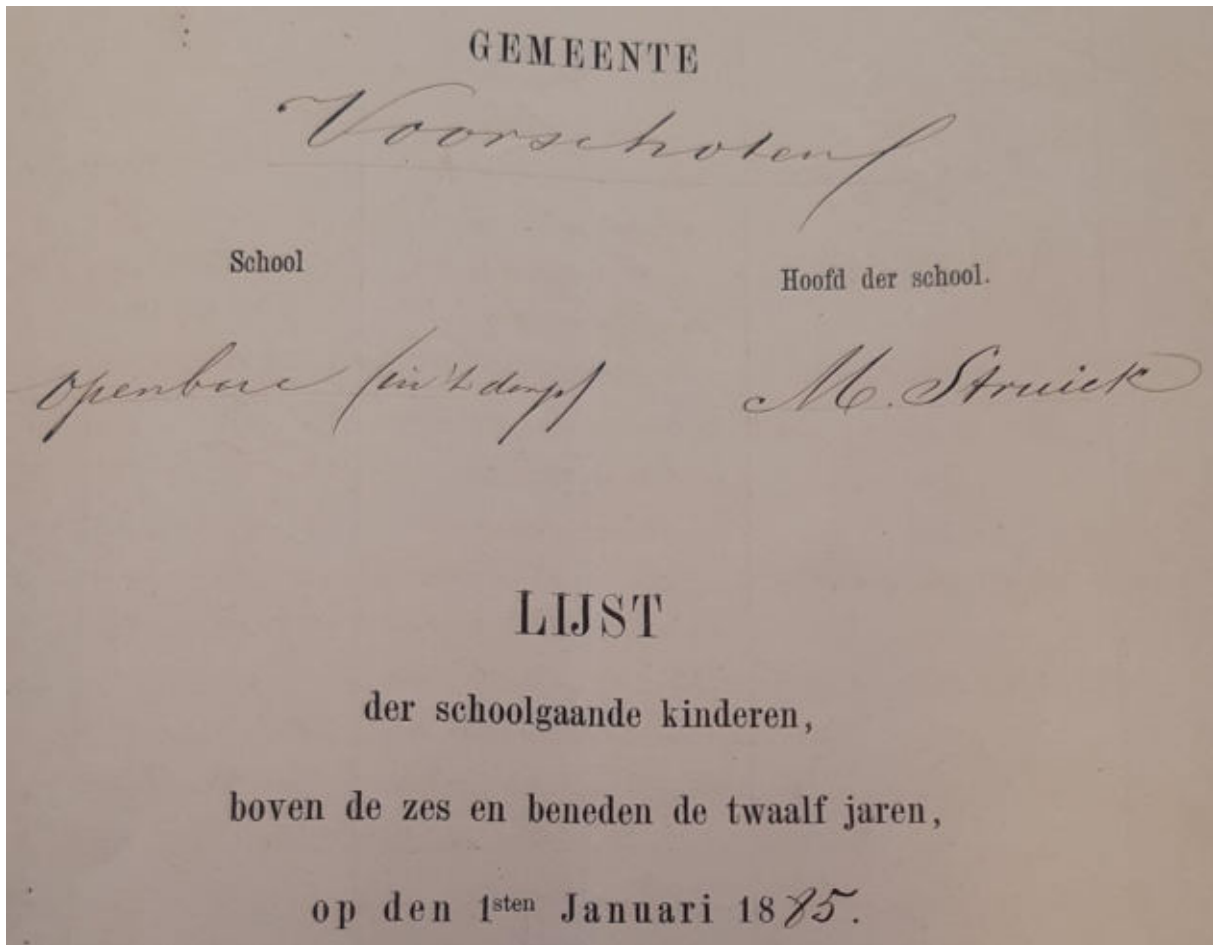 GEMEENTE
Voorschoten
School
Hoofd der school.
Openbare (in 't dorp)
M. Struick
LIJST
der schoolgaande kinderen,
boven de zes en beneden de twaalf jaren,
op den 1sten Januari 1885.